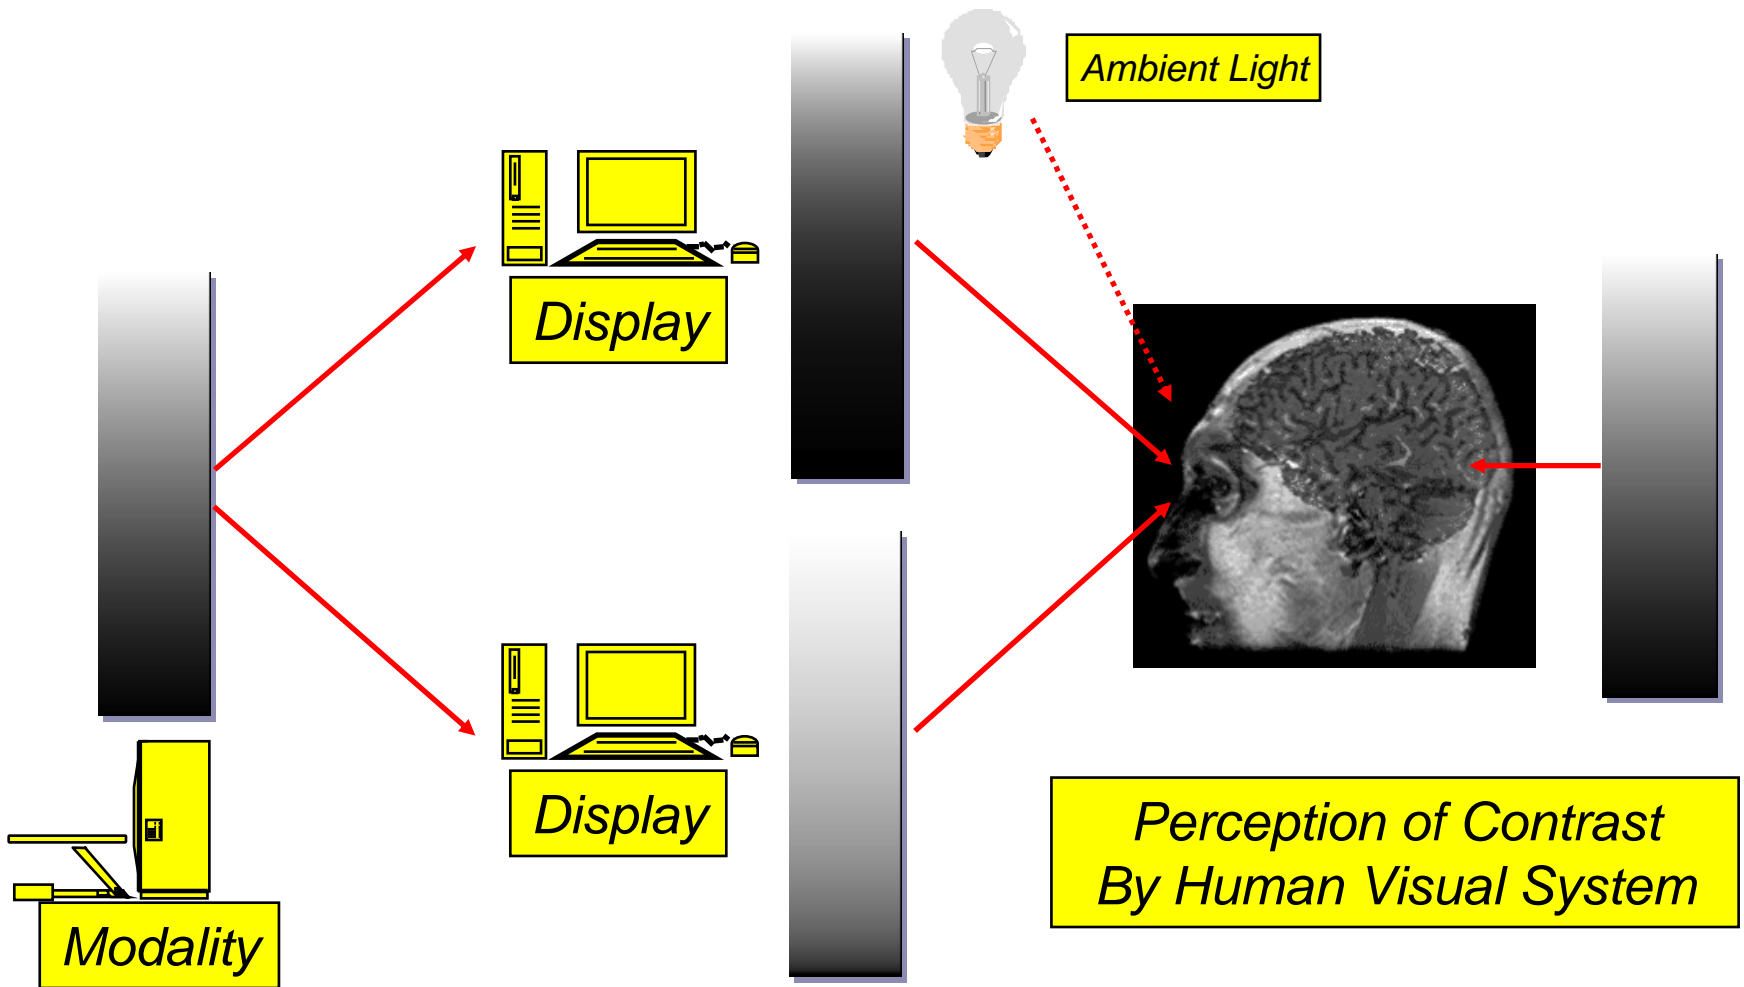 Ambient Light
Display
Display
Modality
Perception of Contrast
By Human Visual System